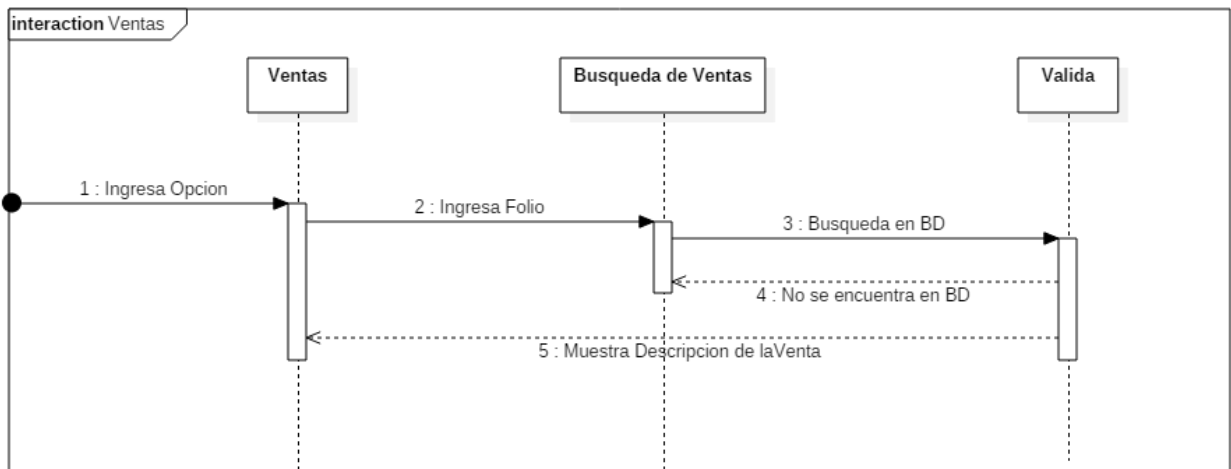 interaction Ventas
Ventas
Busqueda de Ventas
Valida
1 : Ingresa Opcion
2 : Ingresa Folio
3 : Busqueda en BD
4 : No se encuentra en BD
5 : Muestra Descripcion de laVenta